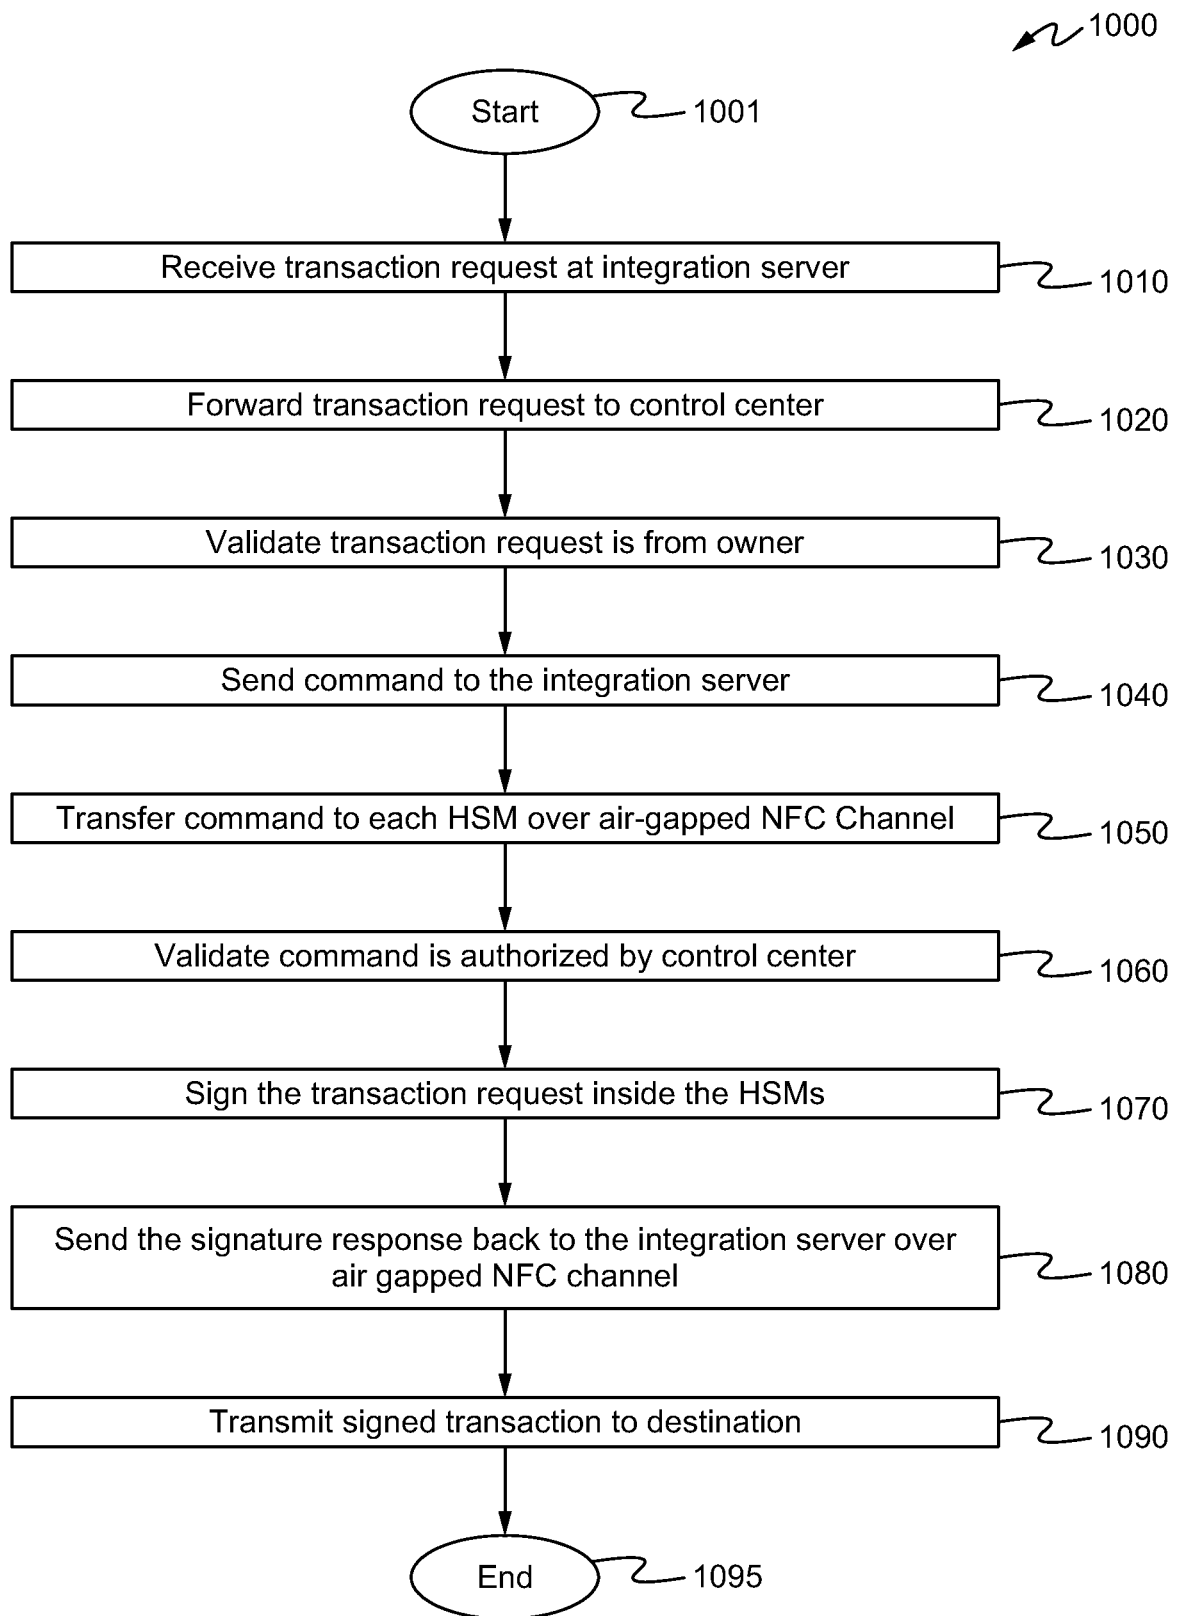 1000
Start
1001
Receive transaction request at integration server
1010
Forward transaction request to control center
1020
Validate transaction request is from owner
1030
Send command to the integration server
1040
Transfer command to each HSM over air-gapped NFC Channel
1050
Validate command is authorized by control center
1060
Sign the transaction request inside the HSMs
1070
Send the signature response back to the integration server over
air gapped NFC channel
1080
Transmit signed transaction to destination
1090
End
1095